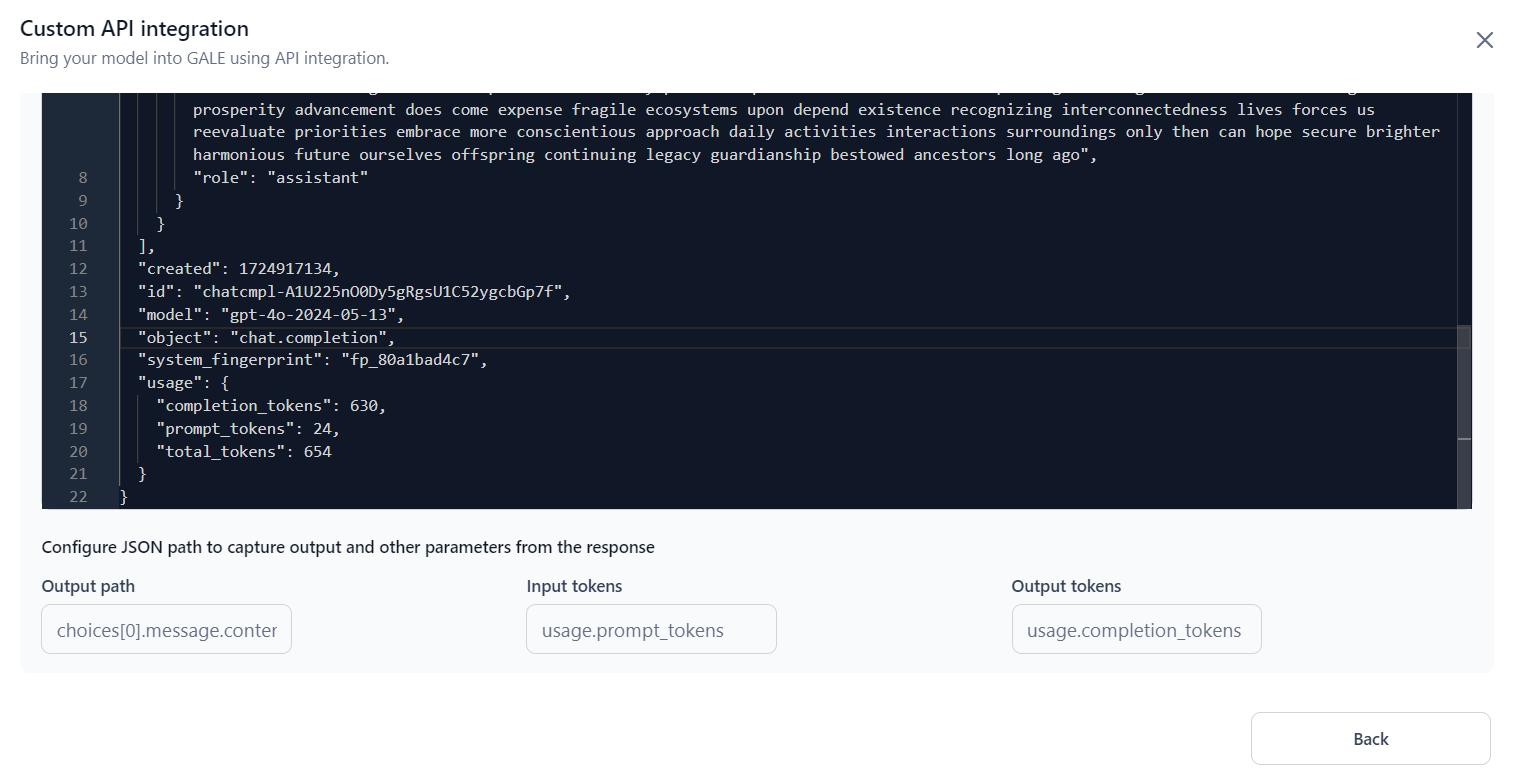 Custom API integration
Bring your model into GALE using API integration.
prosperity advancement does come expense fragile ecosystems upon depend existence recognizing interconnectedness lives forces us
reevaluate priorities embrace more conscientious approach daily activities interactions surroundings only then can hope secure brighter
harmonious future ourselves offspring continuing legacy guardianship bestowed ancestors long ago",
8 "role": "assistant"
9 }
10 }
11 ],
12 "created": 1724917134,
13 "id": "chatcmpl-A1U225nO0Dy5gRgsU1C52ygcbGp7f",
14 "model": "gpt-4o-2024-05-13",
15 "object": "chat.completion",
16 "system_fingerprint": "fp_80a1bad4c7",
17 "usage": {
18 "completion_tokens": 630,
19 "prompt_tokens": 24,
20 "total_tokens": 654
21 }
22 }
Configure JSON path to capture output and other parameters from the response
Output path Input tokens Output tokens
choices[0].message.conter usage.prompt_tokens usage.completion_tokens
Back